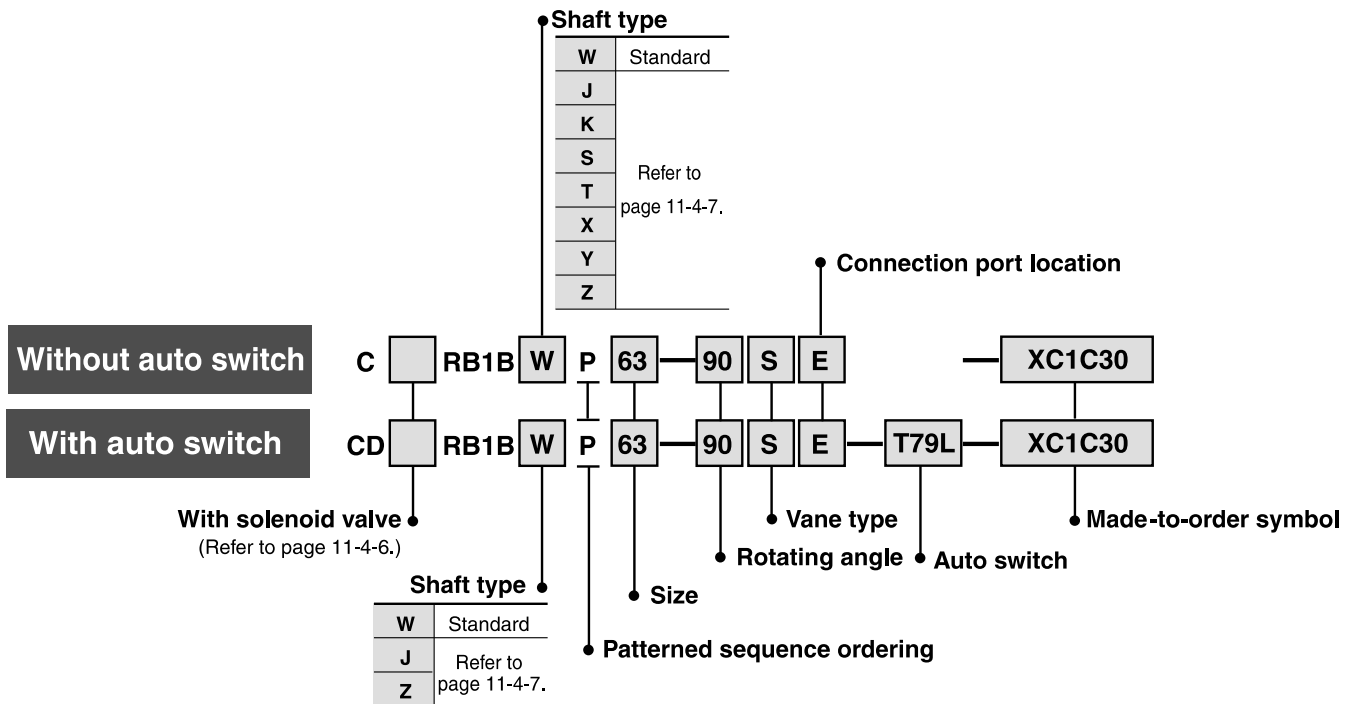 Shaft type
W Standard
J
K
S
T
X
Y
Z
Refer to
page 11-4-7.
Connection port location
Without auto switch C RB1B W P 63 — 90 S E — XC1C30
With auto switch CD RB1B W P 63 — 90 S E — T79L — XC1C30
With solenoid valve
(Refer to page 11-4-6.)
Vane type
Made-to-order symbol
Rotating angle
Auto switch
Shaft type
Size
W Standard
J
Z
Refer to
page 11-4-7.
Patterned sequence ordering